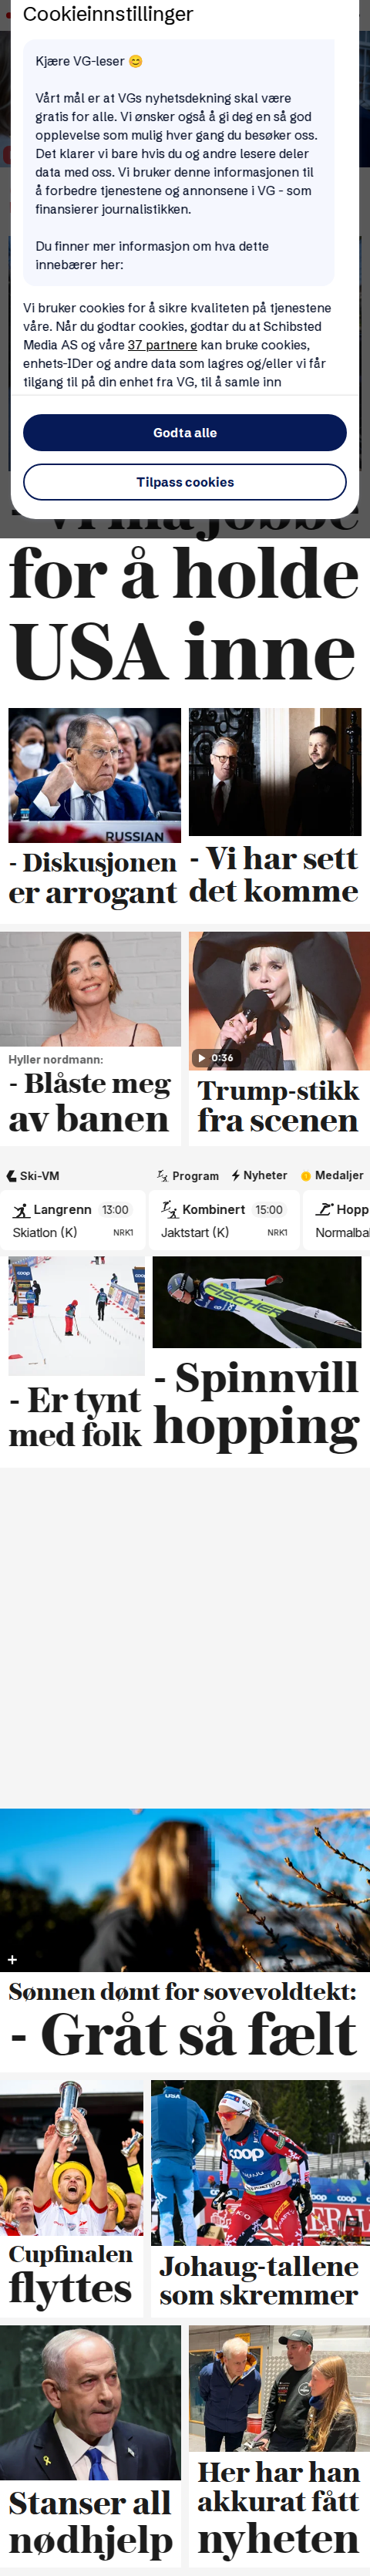 Cookieinnstillinger
Kjære VG-leser 😊
Vårt mål er at VGs nyhetsdekning skal være
gratis for alle. Vi ønsker også å gi deg en så god
opplevelse som mulig hver gang du besøker oss.
Det klarer vi bare hvis du og andre lesere deler
data med oss. Vi bruker denne informasjonen til
å forbedre tjenestene og annonsene i VG - som
finansierer journalistikken.
Du finner mer informasjon om hva dette
innebærer her:
Vi bruker cookies for å sikre kvaliteten på tjenestene
våre. Når du godtar cookies, godtar du at Schibsted
Media AS og våre 37 partnere kan bruke cookies,
enhets-IDer og andre data som lagres og/eller vi får
tilgang til på din enhet fra VG, til å samle inn
Godta alle
Tilpass cookies
- Vi må jobbe
for å holde
USA inne
RUSSIAN
- Diskusjonen
er arrogant
- Vi har sett
det komme
Hyller nordmann:
- Blåste meg
av banen
0:36
Trump-stikk
fra scenen
Ski-VM
Program
Nyheter
Medaljer
Langrenn 13:00
Skiatlon (K) NRK1
Kombinert 15:00
Jaktstart (K) NRK1
Hopp
Normalba
coop
- Er tynt
med folk
FISCHER
- Spinnvill
hopping
+
Sønnen dømt for sovevoldtekt:
- Gråt så fælt
Cupfinalen
flyttes
USA
coop
coop
Johaug-tallene
som skremmer
Stanser all
nødhjelp
Her har han
akkurat fått
nyheten